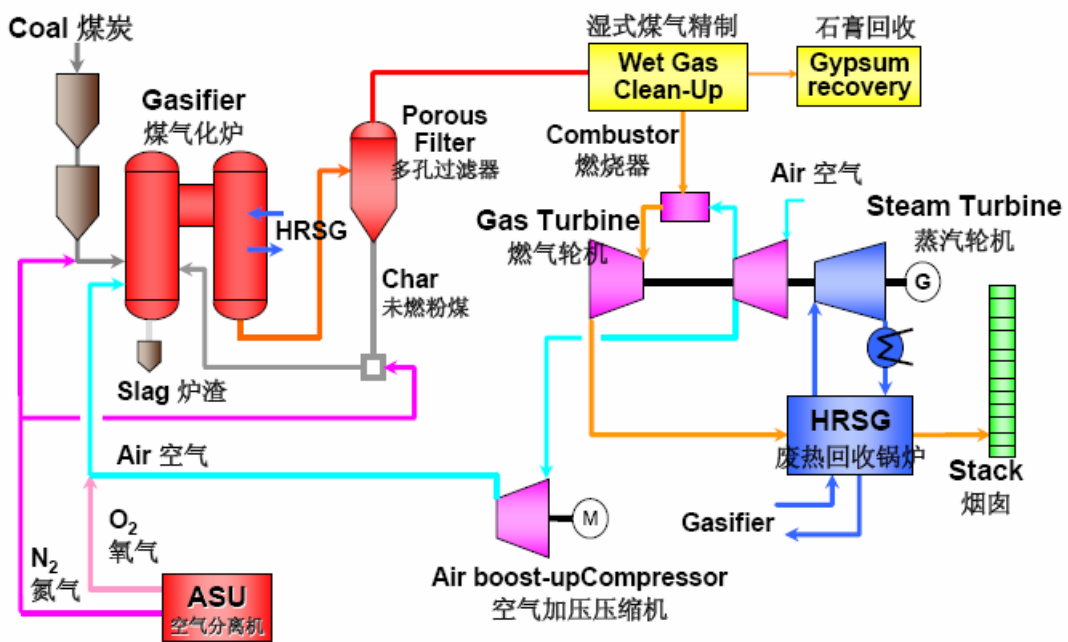 Coal 煤炭
湿式煤气精制
石膏回收
Wet Gas
Clean-Up
Gypsum
recovery
Gasifier
煤气化炉
Porous
Filter
多孔过滤器
Combustor
燃烧器
Air 空气
HRSG
Gas Turbine
燃气轮机
Steam Turbine
蒸汽轮机
G
Char
未燃粉煤
Slag 炉渣
HRSG
废热回收锅炉
Stack
烟囱
Air 空气
M
Gasifier
O₂
氧气
N₂
氮气
Air boost-upCompressor
空气加压压缩机
ASU
空气分离机